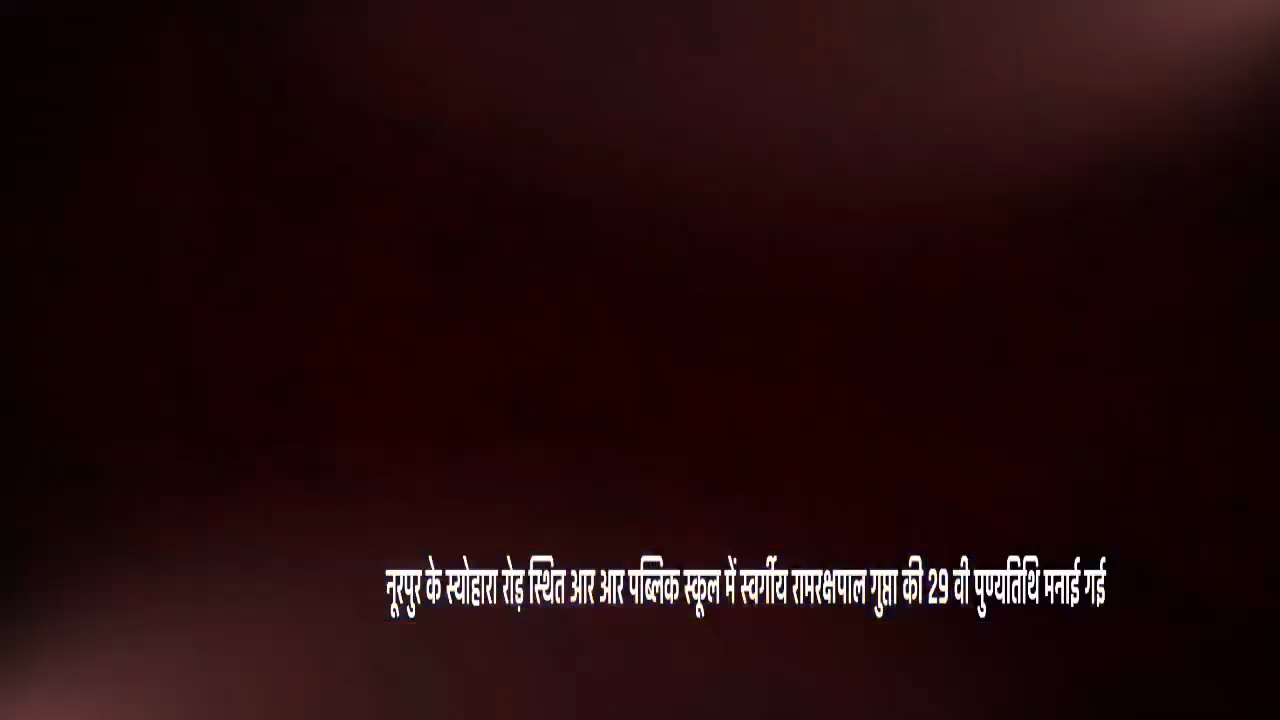 नूरपुर के स्योहारा रोड़ स्थित आर आर पब्लिक स्कूल में स्वर्गीय रामरक्षपाल गुप्ता की 29 वी पुण्यतिथि मनाई गई